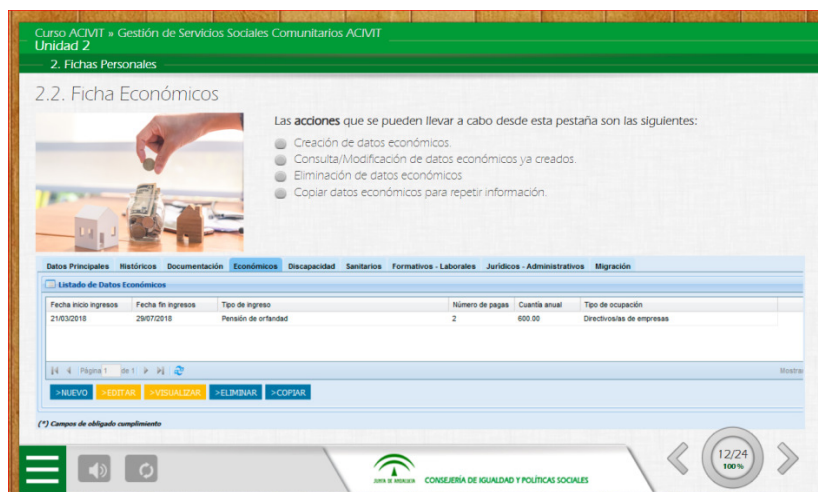 Curso ACIVIT » Gestión de Servicios Sociales Comunitarios ACIVIT
Unidad 2
2. Fichas Personales
2.2. Ficha Económicos
Las acciones que se pueden llevar a cabo desde esta pestaña son las siguientes:
Creación de datos económicos.
Consulta/Modificación de datos económicos ya creados.
Eliminación de datos económicos
Copiar datos económicos para repetir información.
Datos Principales Históricos Documentación Económicos Discapacidad Sanitarios Formativos - Laborales Jurídicos - Administrativos Migración
Listado de Datos Económicos
Fecha inicio ingresos Fecha fin ingresos Tipo de ingreso Número de pagas Cuantía anual Tipo de ocupación
21/03/2018 29/07/2018 Pensión de orfandad 2 600.00 Directivos/as de empresas
Página 1 de 1 Mostra
>NUEVO >EDITAR >VISUALIZAR >ELIMINAR >COPIAR
(*) Campos de obligado cumplimiento
JUNTA DE ANDALUCIA CONSEJERÍA DE IGUALDAD Y POLÍTICAS SOCIALES
12/24
100 %